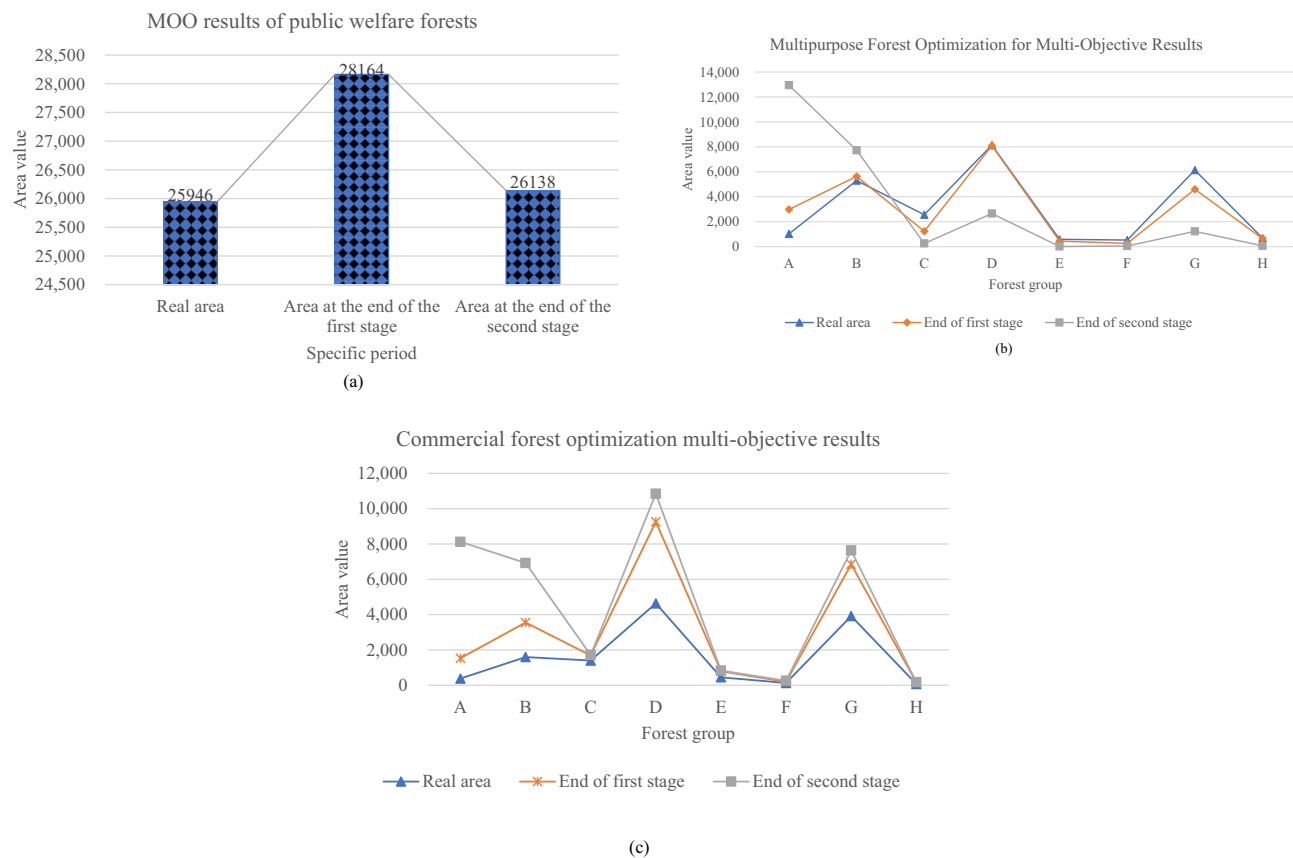 MOO results of public welfare forests
28,500
28,000
27,500
27,000
26,500
26,000
25,500
25,000
24,500
Area value
25946
28164
26138
Real area
Area at the end of the
first stage
Area at the end of the
second stage
Specific period
(a)
Multipurpose Forest Optimization for Multi-Objective Results
14,000
12,000
10,000
8,000
6,000
4,000
2,000
0
Area value
A B C D E F G H
Forest group
Real area End of first stage End of second stage
(b)
Commercial forest optimization multi-objective results
12,000
10,000
8,000
6,000
4,000
2,000
0
Area value
A B C D E F G H
Forest group
Real area End of first stage End of second stage
(c)